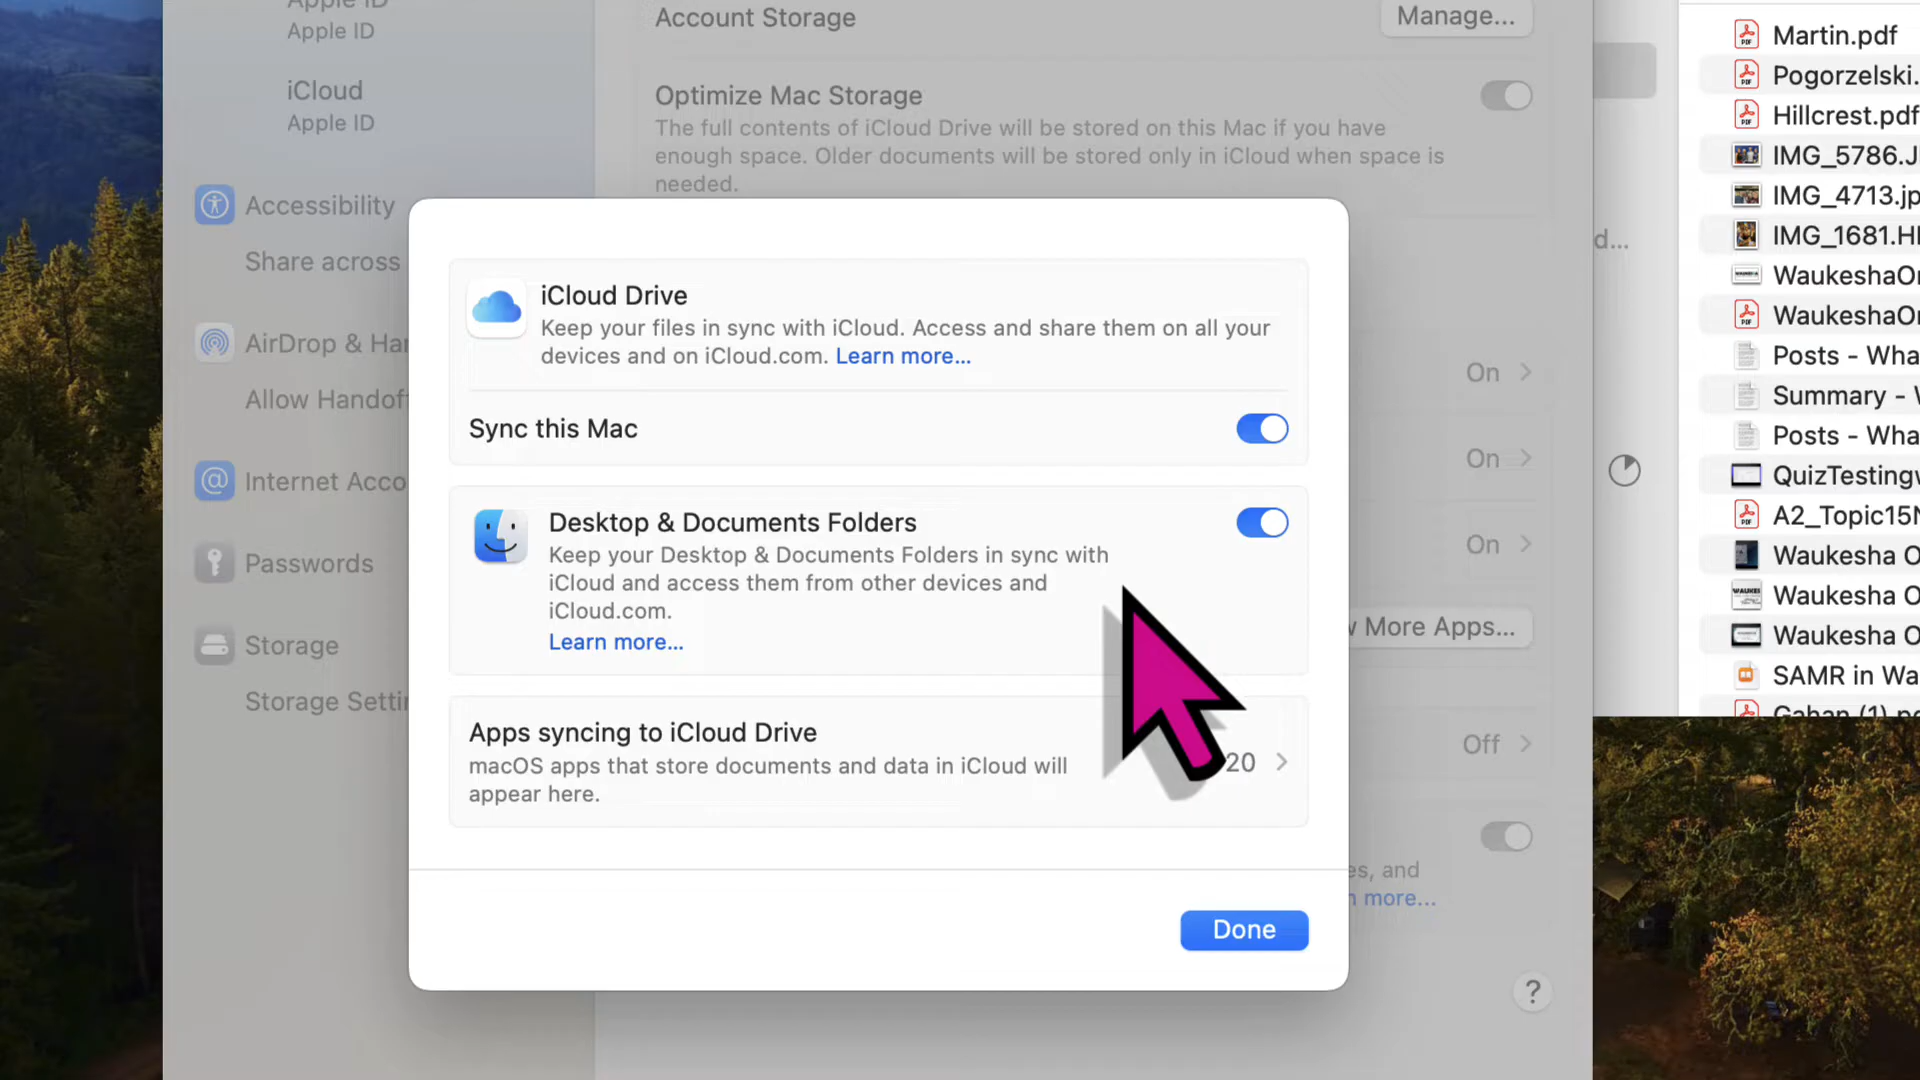 Apple ID
Apple ID
iCloud
Apple ID
Accessibility
Share across
AirDrop &
Allow Handoff
Internet
Passwords
Storage
Storage
Account Storage
Manage...
Optimize Mac Storage
The full contents of iCloud Drive will be stored on this Mac if you have
enough space. Older documents will be stored only in iCloud when space is
needed.
iCloud Drive
Keep your files in sync with iCloud. Access and share them on all your
devices and on iCloud.com. Learn more...
Sync this Mac
Desktop & Documents Folders
Keep your Desktop & Documents Folders in sync with
iCloud and access them from other devices and
iCloud.com.
Learn more...
Apps syncing to iCloud Drive
macOS apps that store documents and data in iCloud will
appear here.
20
Done
On
On
On
More Apps...
Off
es, and
more...
?
d...
Martin.pdf
Pogorzelski.
Hillcrest.pdf
IMG_5786.J
IMG_4713.jp
IMG_1681.H
WaukeshaO
WaukeshaO
Posts - Wha
Summary -
Posts - Wha
QuizTesting
A2_Topic15
Waukesha O
Waukesha O
Waukesha O
SAMR in Wa
Gahan (1).p